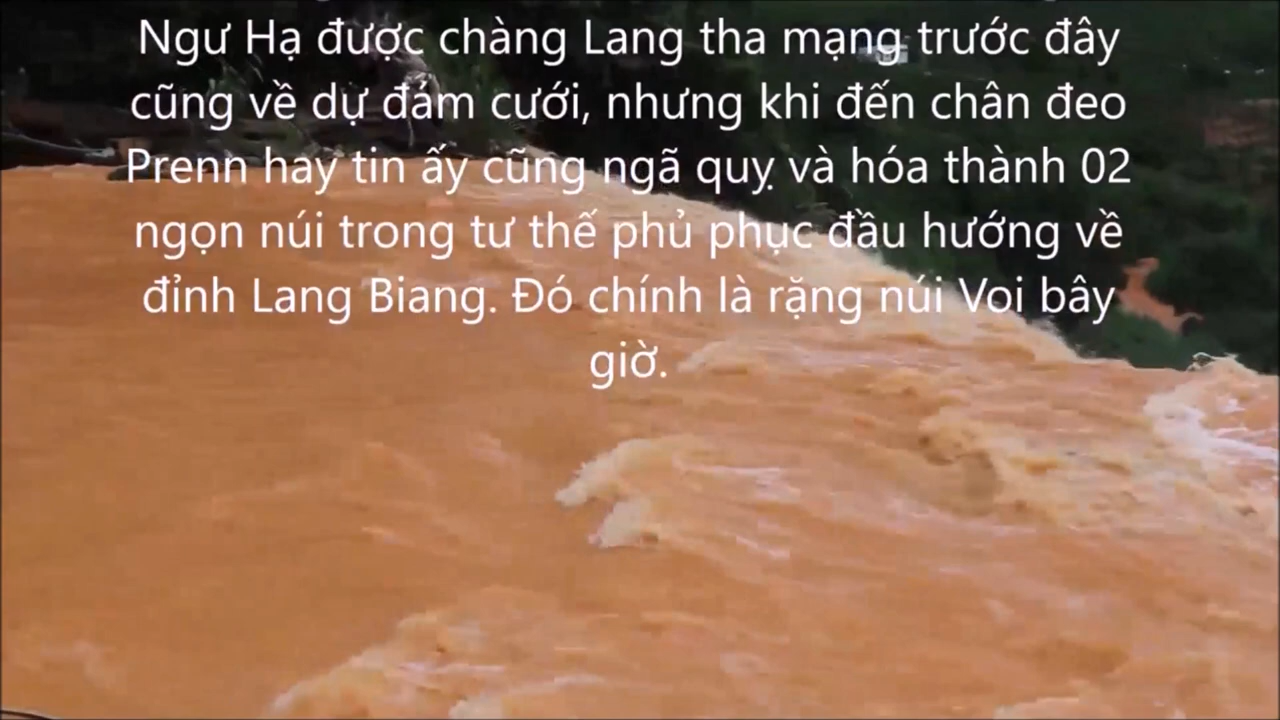 Ngư Hạ được chàng Lang tha mạng trước đây
cũng về dự đám cưới, nhưng khi đến chân đeo
Prenn hay tin ấy cũng ngã quỵ và hóa thành 02
ngọn núi trong tư thế phủ phục đầu hướng về
đỉnh Lang Biang. Đó chính là rặng núi Voi bây
giờ.